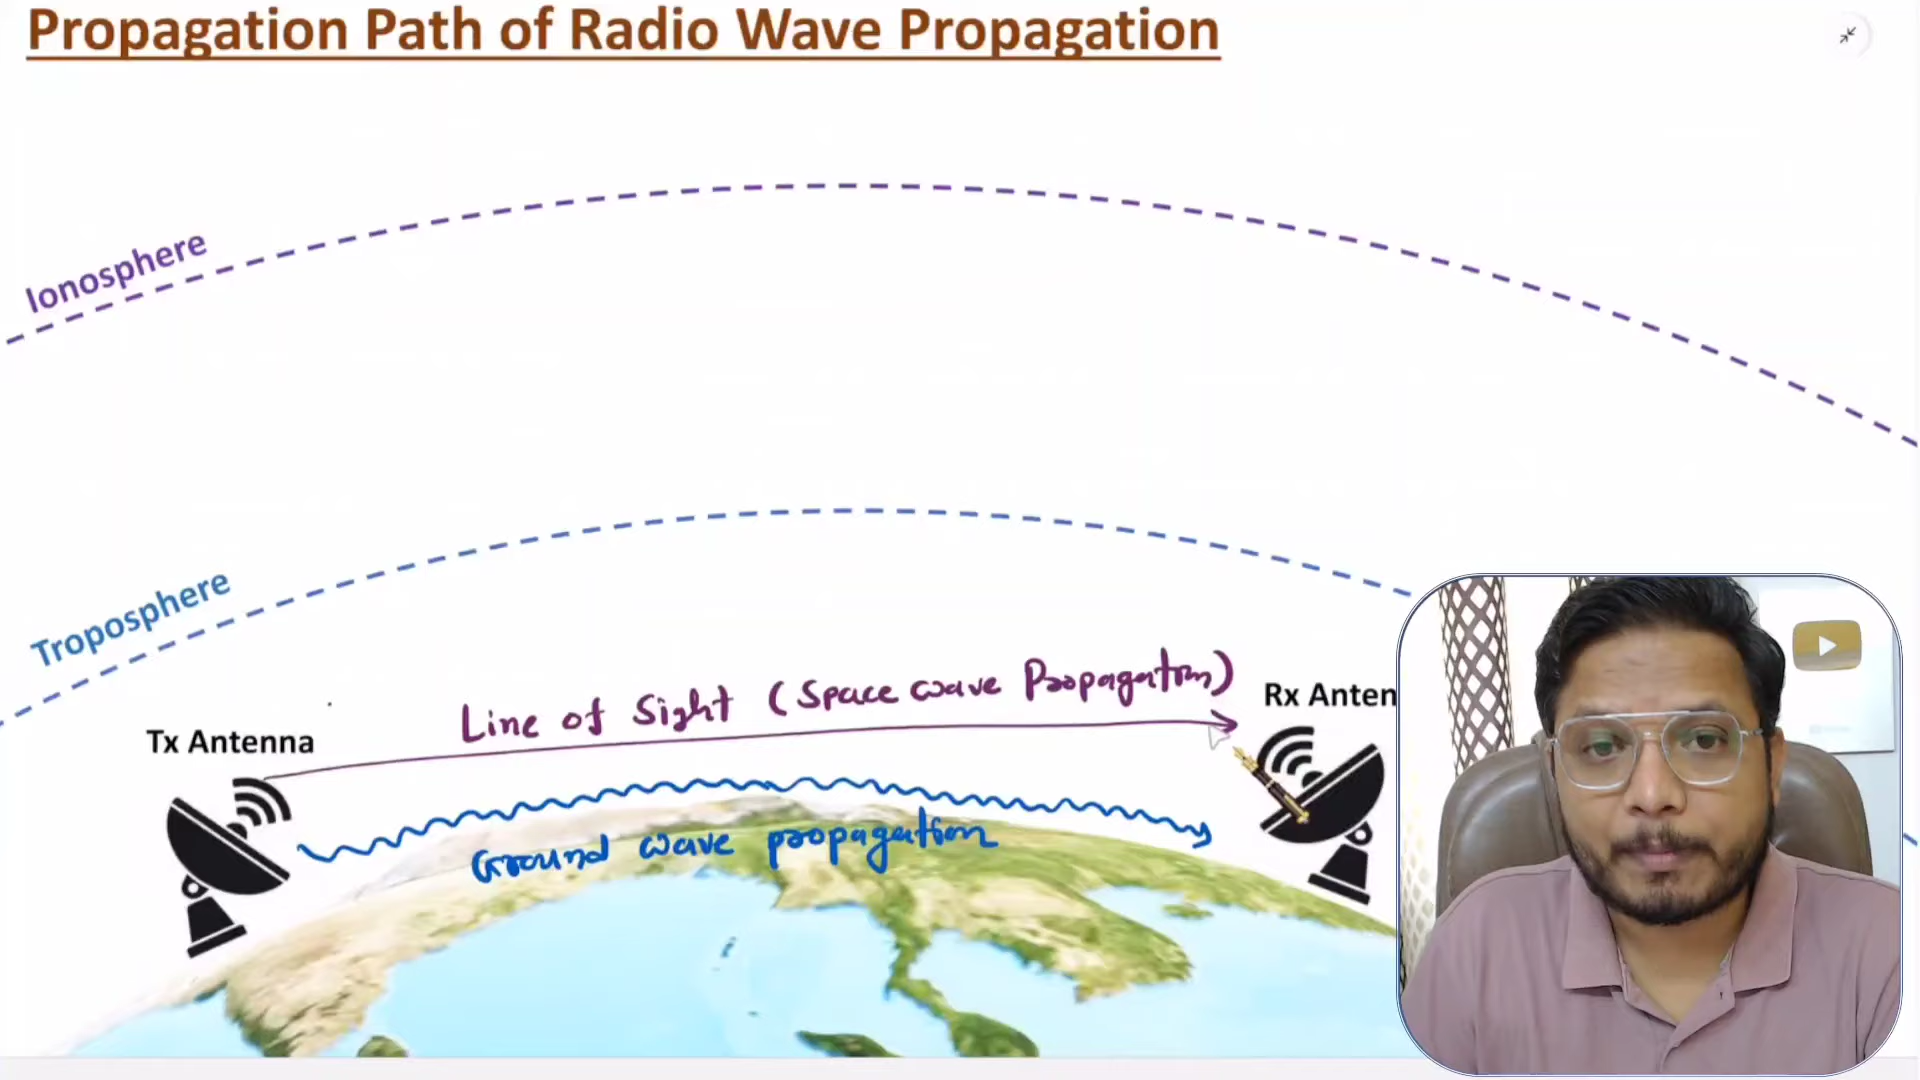 Propagation Path of Radio Wave Propagation
Ionosphere
Troposphere
Line of Sight (Space wave Propagation)
Rx Anten
Tx Antenna
Ground wave propagation